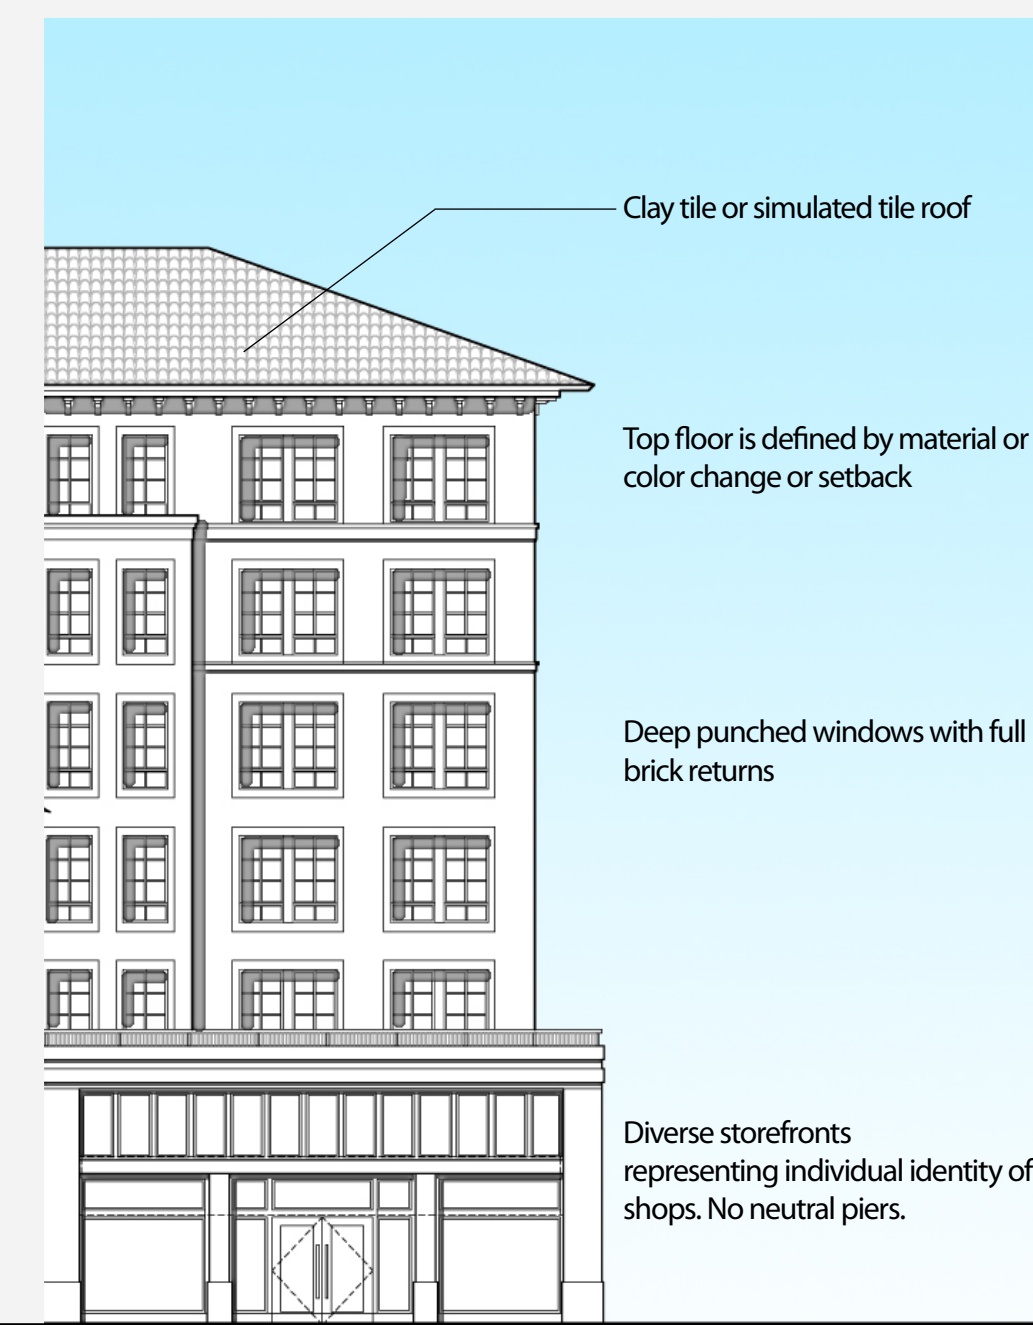 Clay tile or simulated tile roof
Top floor is defined by material or
color change or setback
Deep punched windows with full
brick returns
Diverse storefronts
representing individual identity of
shops. No neutral piers.